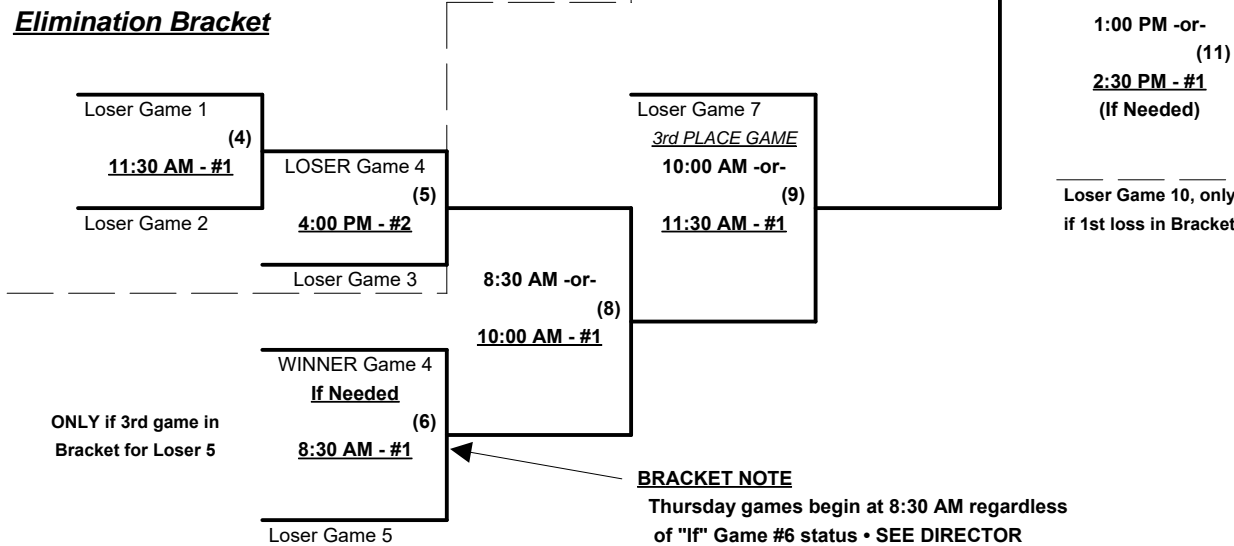 Elimination Bracket
1:00 PM -or-
(11)
2:30 PM - #1
(If Needed)
Loser Game 10, only
if 1st loss in Bracket
Loser Game 1
(4)
11:30 AM - #1
Loser Game 2
LOSER Game 4
(5)
4:00 PM - #2
Loser Game 3
Loser Game 7
3rd PLACE GAME
10:00 AM -or-
(9)
11:30 AM - #1
8:30 AM -or-
(8)
10:00 AM - #1
WINNER Game 4
If Needed
(6)
8:30 AM - #1
Loser Game 5
ONLY if 3rd game in
Bracket for Loser 5
BRACKET NOTE
Thursday games begin at 8:30 AM regardless
of "If" Game #6 status • SEE DIRECTOR